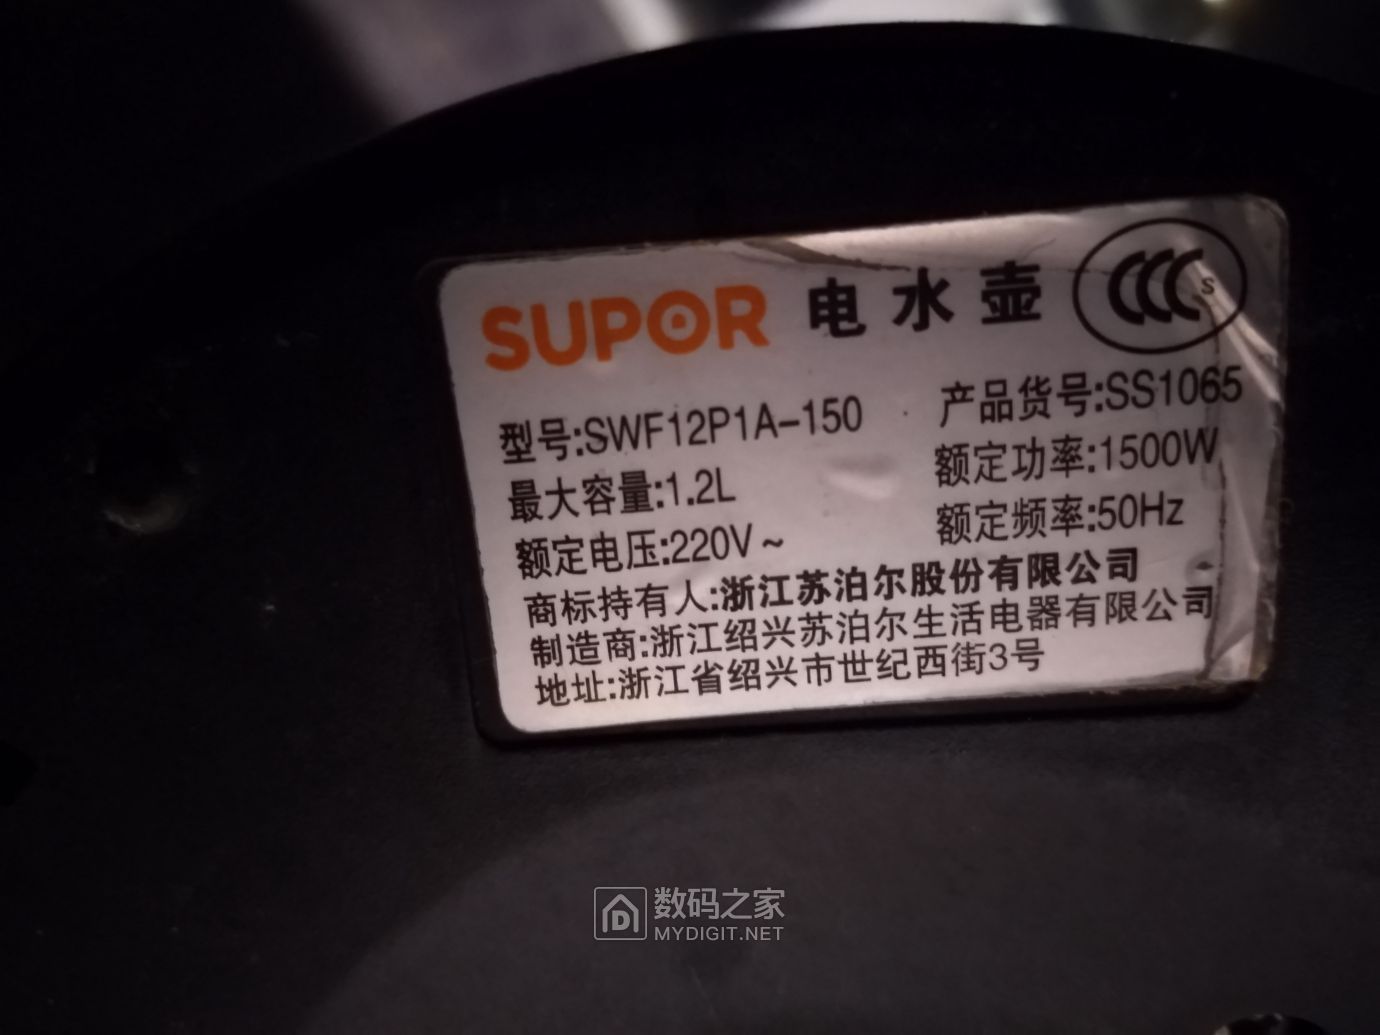 SUPOR 电水壶 CCC S
型号:SWF12P1A-150 产品货号:SS1065
最大容量:1.2L 额定功率:1500W
额定电压:220V~ 额定频率:50Hz
商标持有人:浙江苏泊尔股份有限公司
制造商:浙江绍兴苏泊尔生活电器有限公司
地址:浙江省绍兴市世纪西街3号
数码之家
MYDIGIT.NET